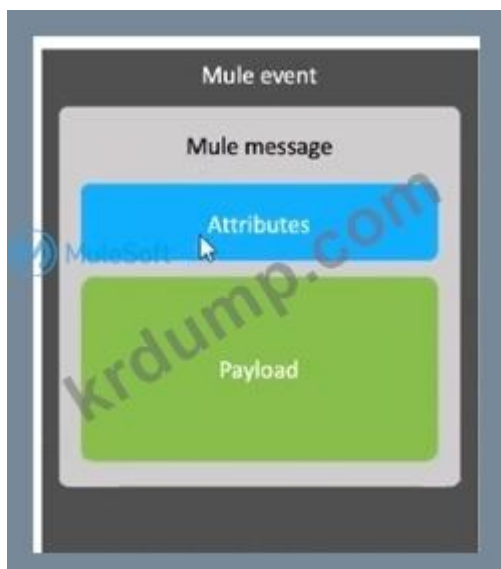 Mule event
Mule message
Attributes
MuleSoft
Payload
krdump.com